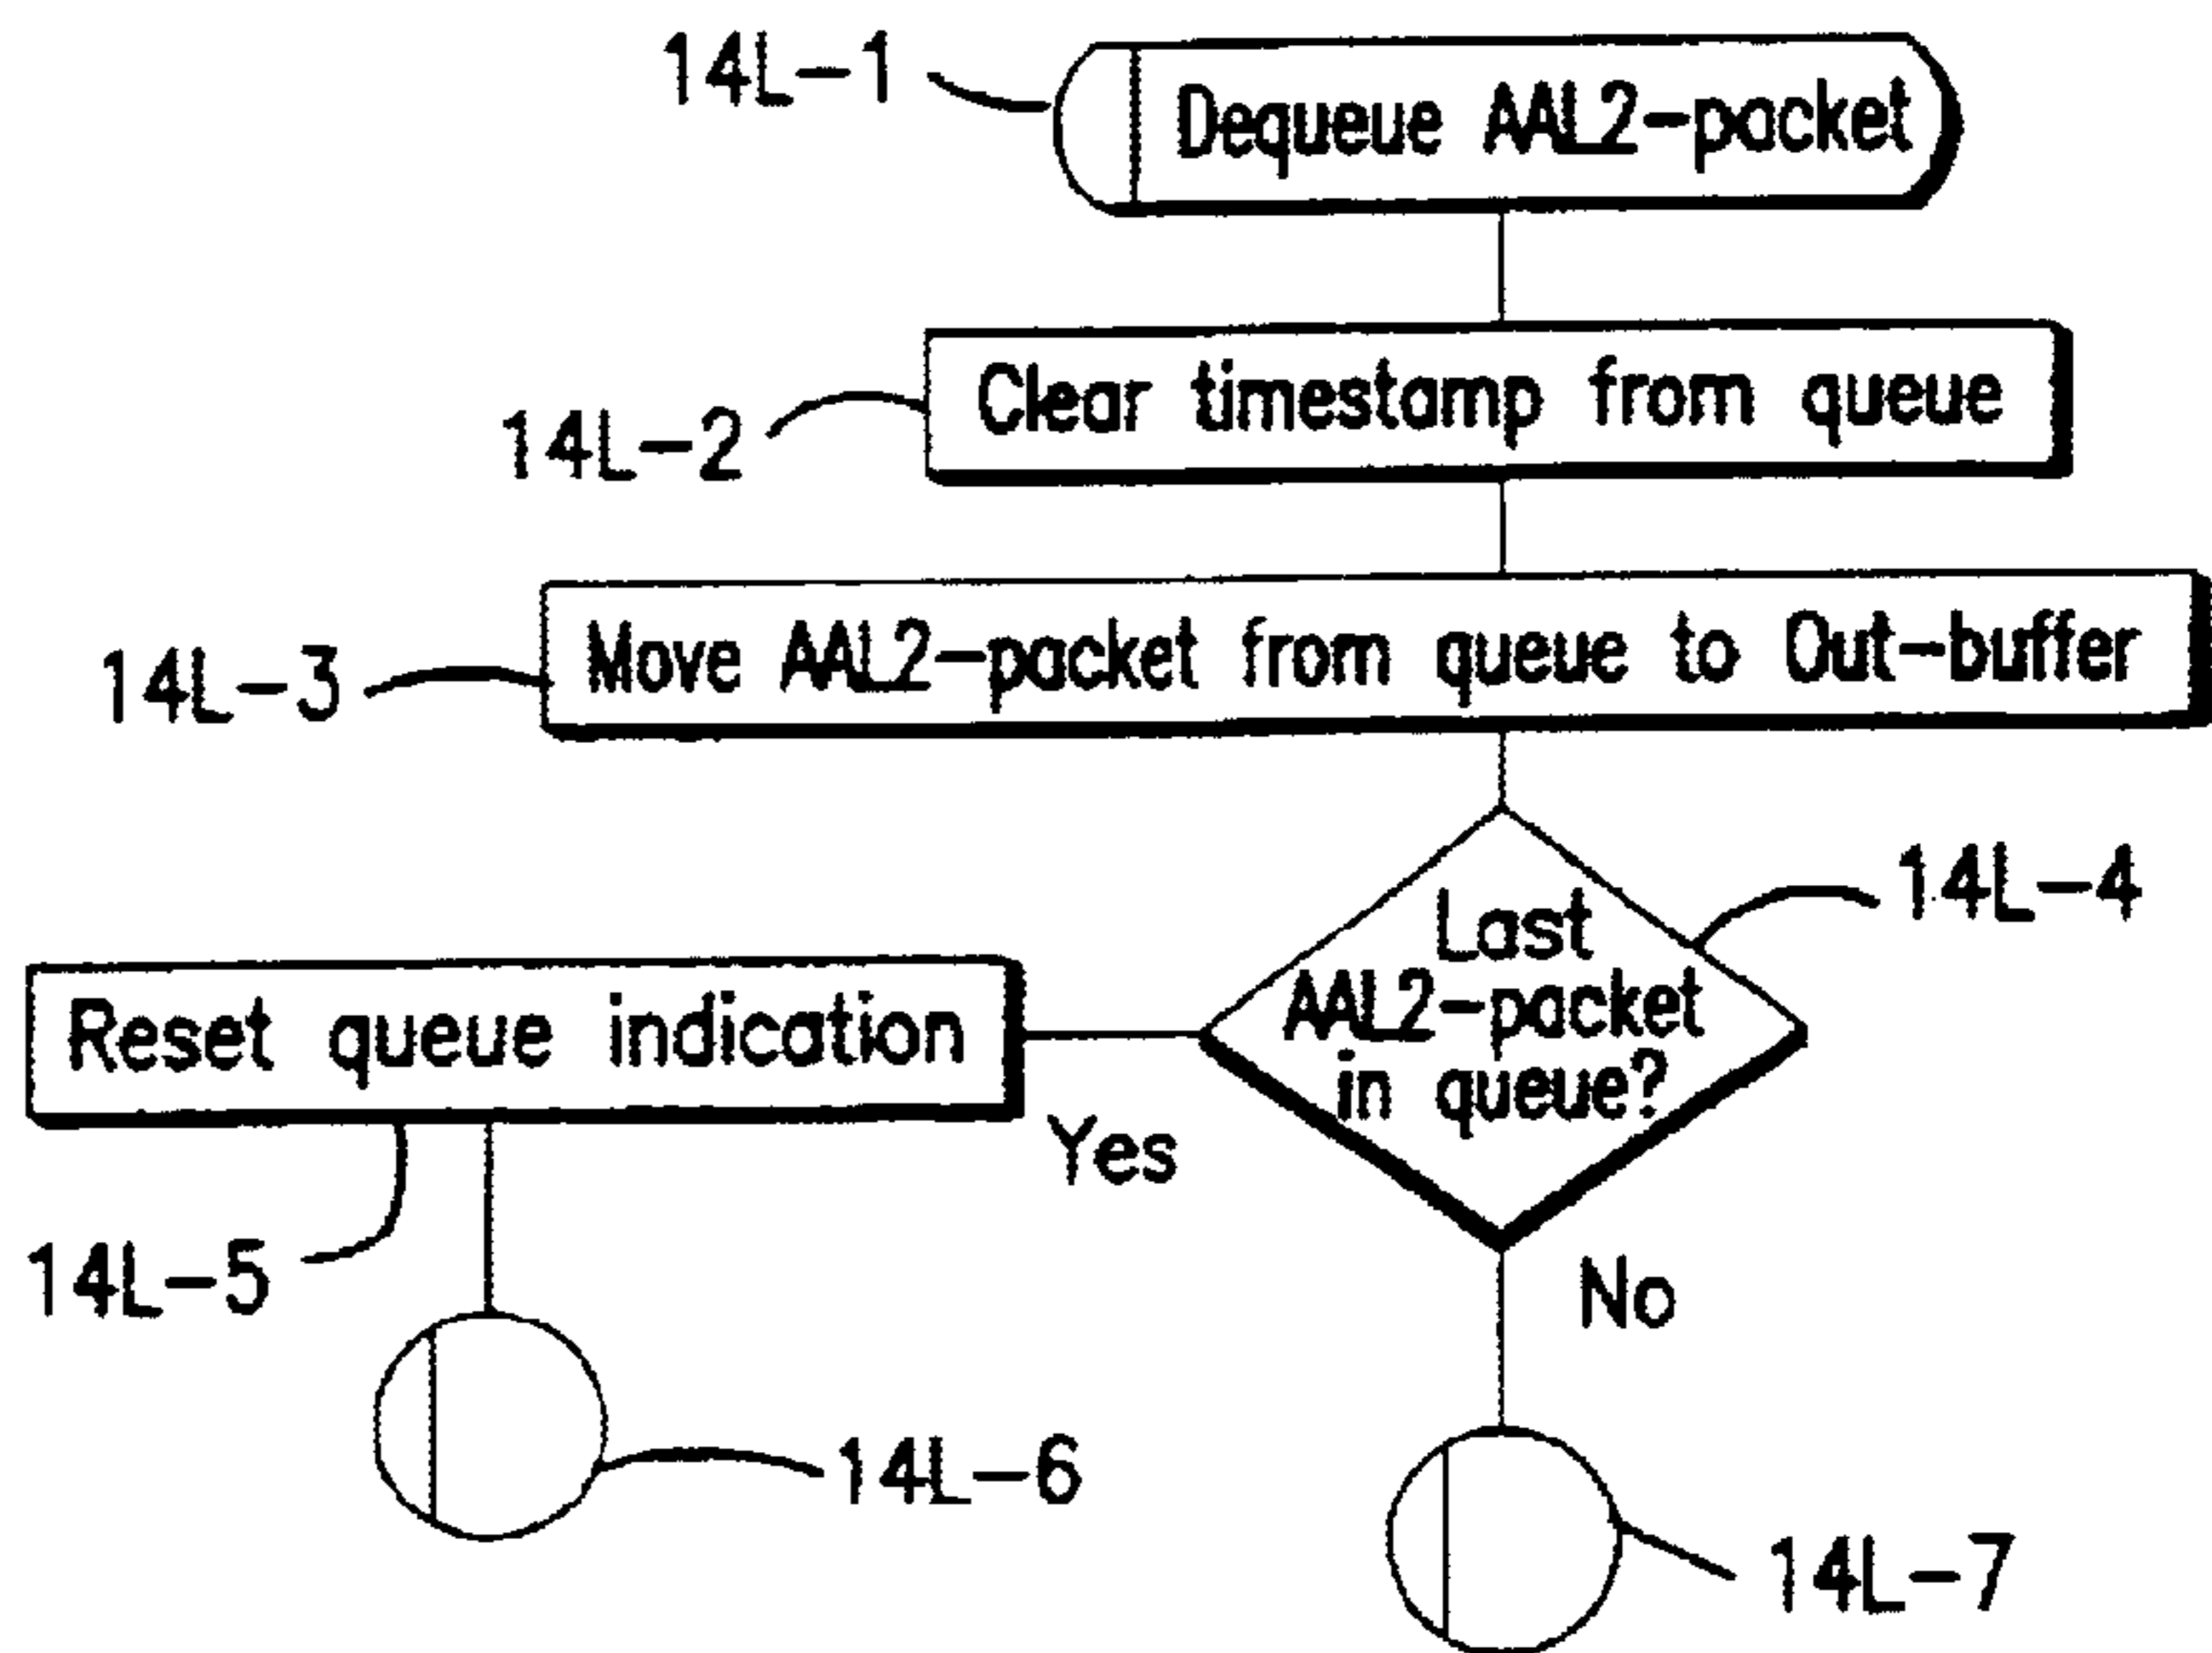 14L-1
Dequeue AAL2-packet
14L-2
Clear timestamp from queue
14L-3
Move AAL2-packet from queue to Out-buffer
14L-4
Last
AAL2-packet
in queue?
Reset queue indication
Yes
14L-5
No
14L-6
14L-7